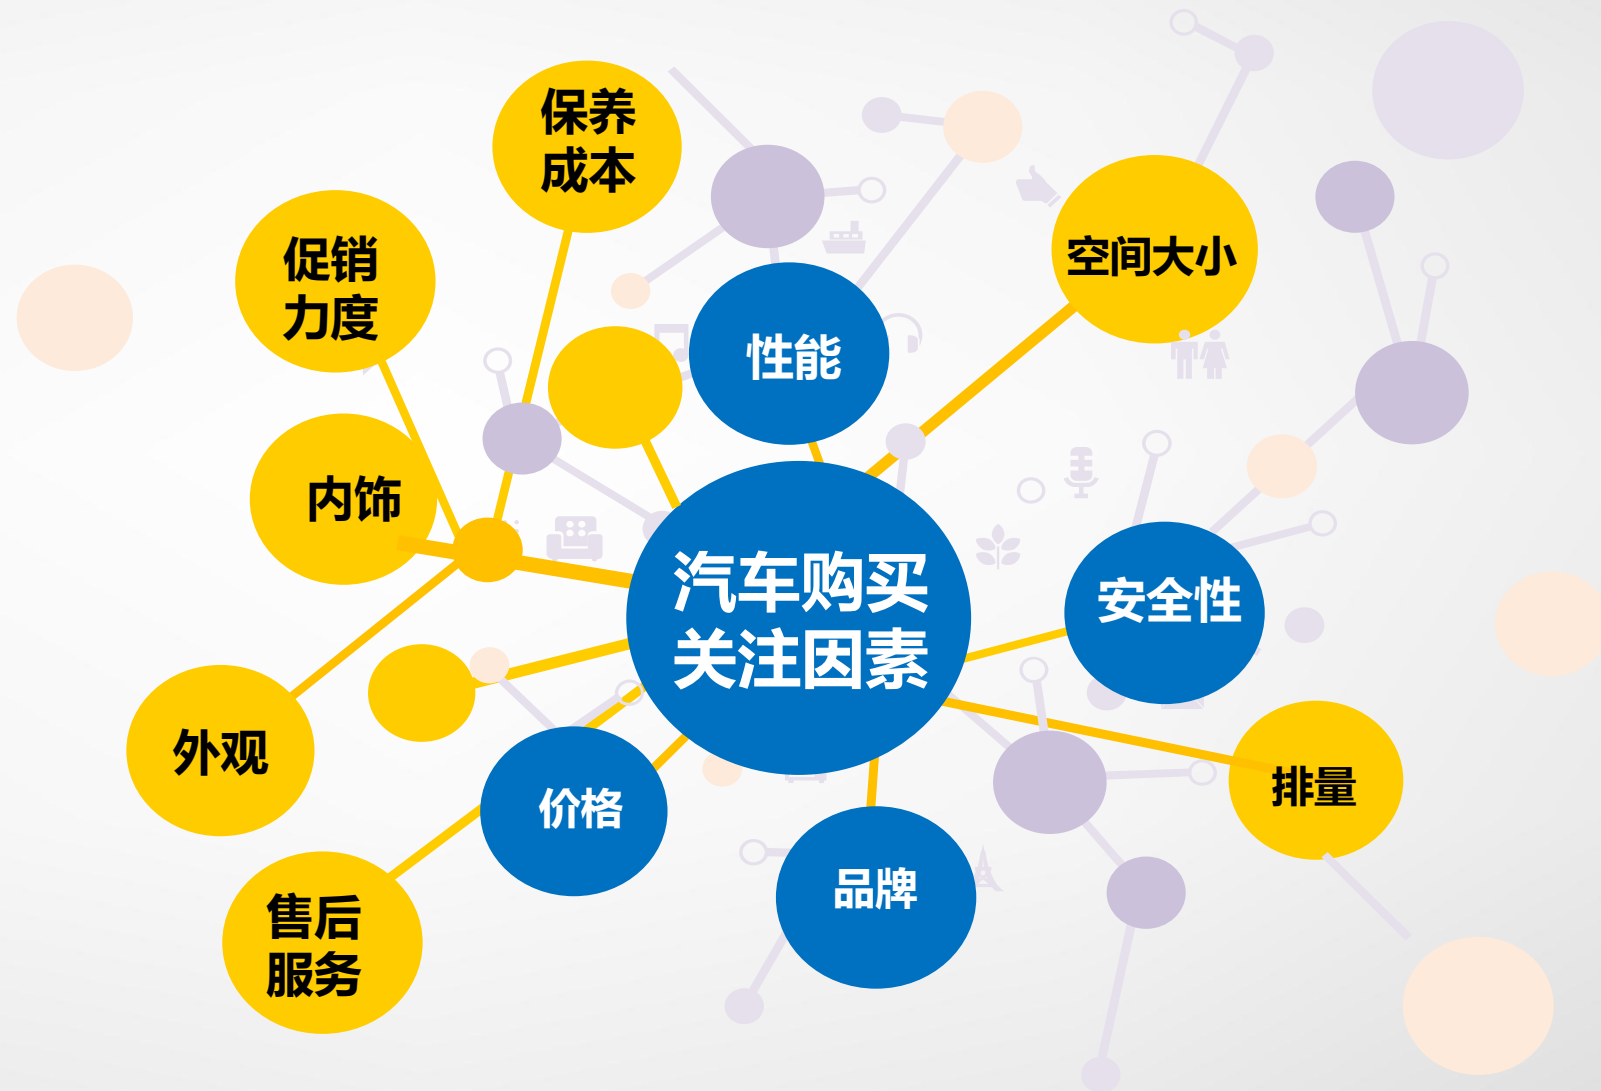 保养
成本
促销
力度
空间大小
性能
内饰
汽车购买
关注因素
安全性
外观
价格
排量
品牌
售后
服务